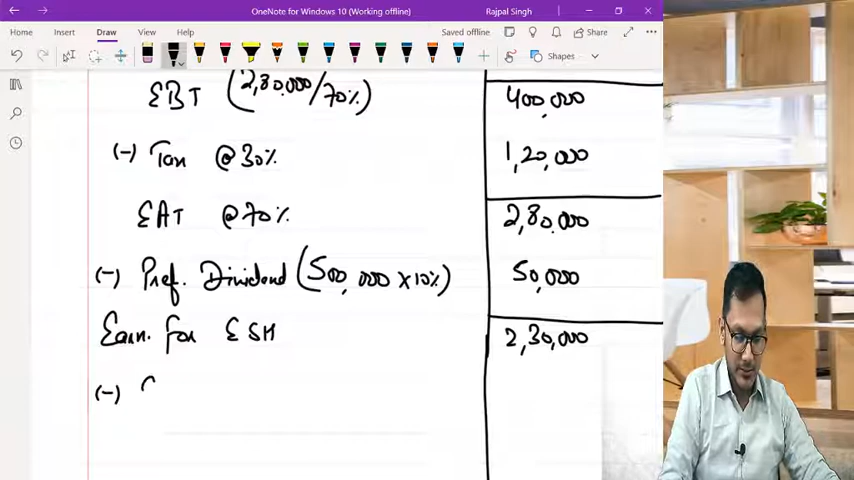 OneNote for Windows 10 (Working offline)
Rajpal Singh
Home Insert Draw View Help
Saved offline
Share
Shapes
EBT (2,80,000/70%) 400,000
(-) Tax @30% 1,20,000
EAT @70% 2,80,000
(-) Pref. Dividend (500,000 x 10%) 50,000
Earn. for ESH 2,30,000
(-)